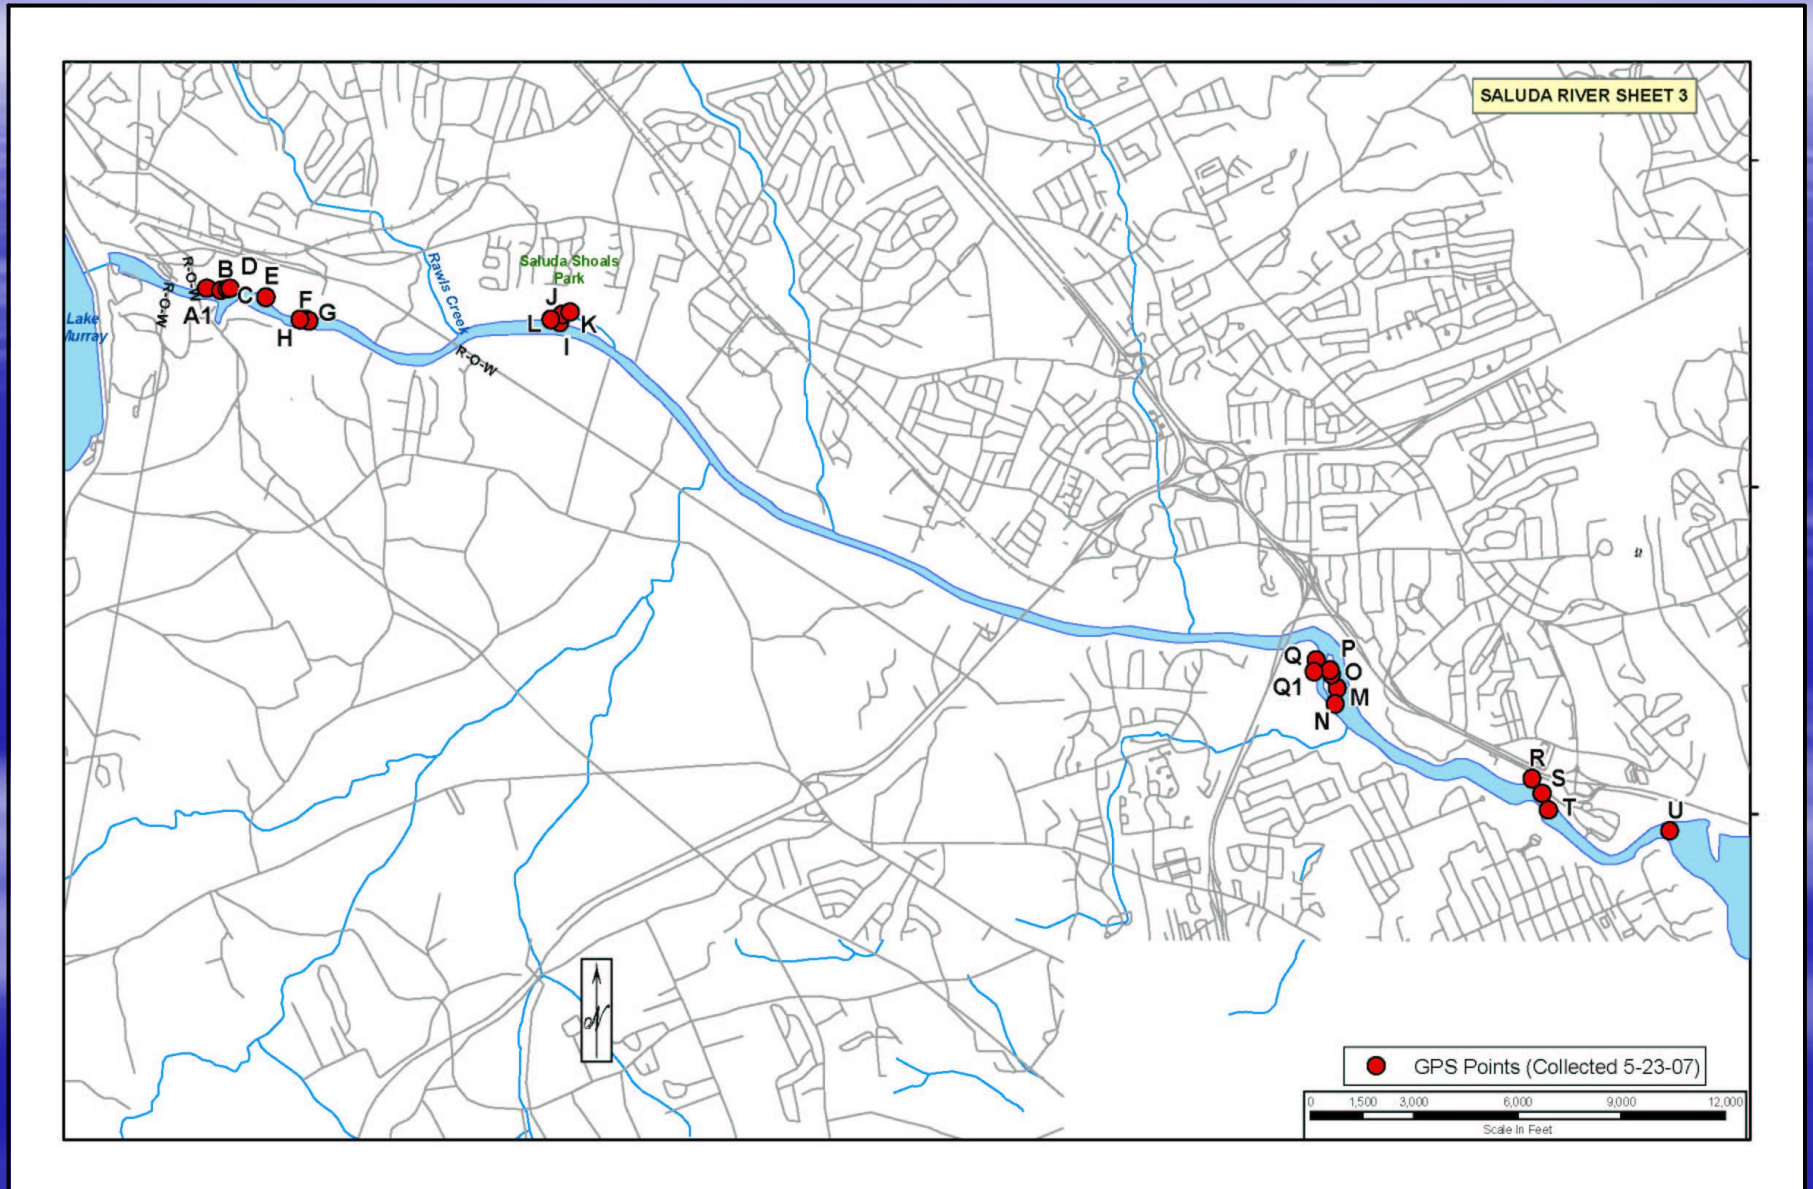 SALUDA RIVER SHEET 3
R-O-W
R-O-W
B
D
E
C
A1
F
G
H
Rawls Creek
Saluda Shoals
Park
J
L
K
I
R-O-W
Lake
Murray
Q
P
O
Q1
M
N
R
S
T
U
N
GPS Points (Collected 5-23-07)
0 1,500 3,000 6,000 9,000 12,000
Scale In Feet